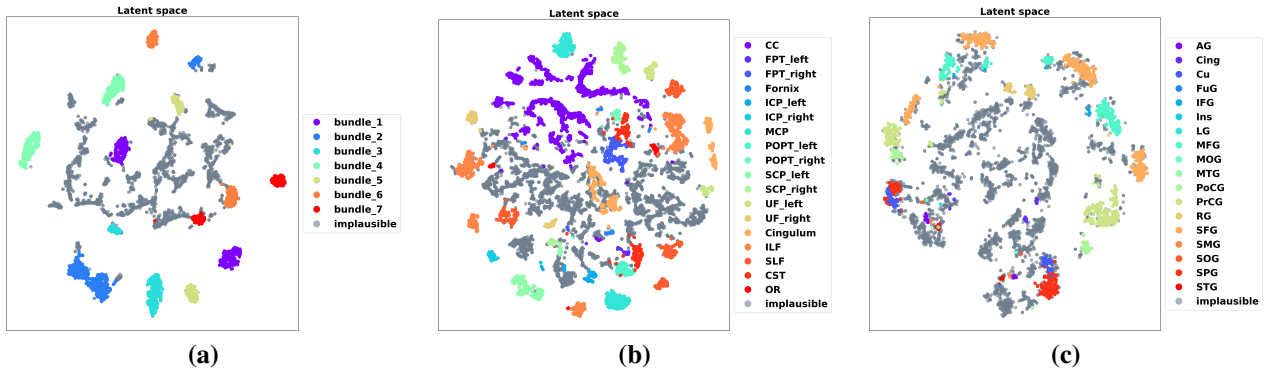 Latent space
bundle_1
bundle_2
bundle_3
bundle_4
bundle_5
bundle_6
bundle_7
implausible
(a)
Latent space
CC
FPT_left
FPT_right
Fornix
ICP_left
ICP_right
MCP
POPT_left
POPT_right
SCP_left
SCP_right
UF_left
UF_right
Cingulum
ILF
SLF
CST
OR
implausible
(b)
Latent space
AG
Cing
Cu
FuG
IFG
Ins
LG
MFG
MOG
MTG
PoCG
PrCG
RG
SFG
SMG
SOG
SPG
STG
implausible
(c)